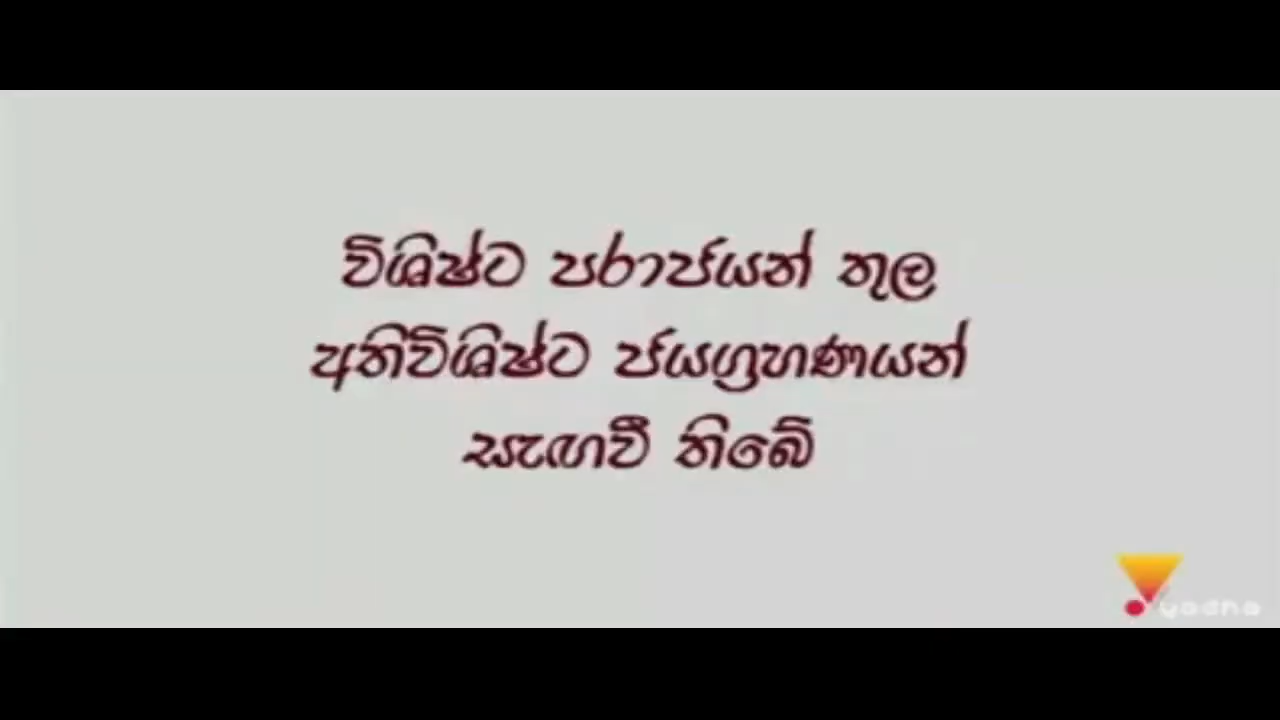 විශිෂ්ට පරාජයන් තුල
අතිවිශිෂ්ට ජයග්‍රහණයන්
සැඟවී තිබේ